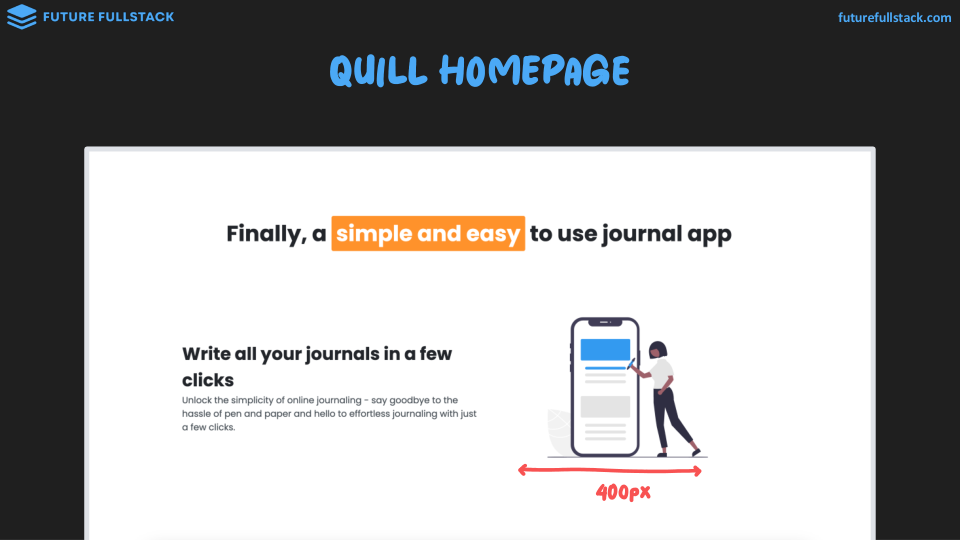 FUTURE FULLSTACK
futurefullstack.com
QUILL HOMEPAGE
Finally, a simple and easy to use journal app
Write all your journals in a few
clicks
Unlock the simplicity of online journaling - say goodbye to the
hassle of pen and paper and hello to effortless journaling with just
a few clicks.
400px